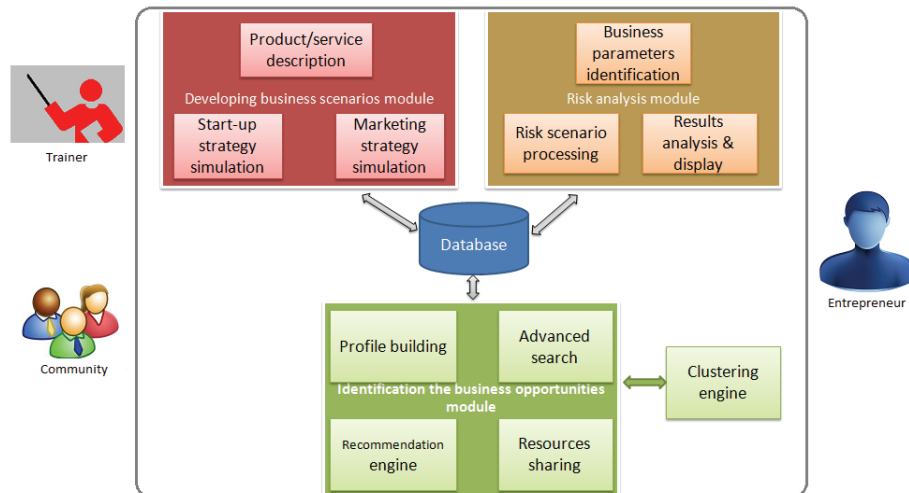 Product/service
description
Developing business scenarios module
Start-up
strategy
simulation
Marketing
strategy
simulation
Business
parameters
identification
Risk analysis module
Risk scenario
processing
Results
analysis &
display
Trainer
Database
Community
Entrepreneur
Profile building
Advanced
search
Identification the business opportunities
module
Recommendation
engine
Resources
sharing
Clustering
engine